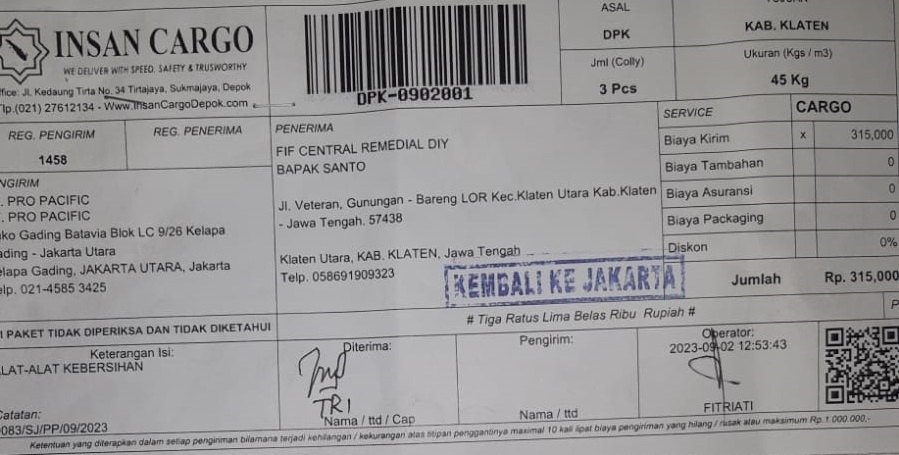 INSAN CARGO
WE DELIVER WITH SPEED, SAFETY & TRUSTWORTHY
ffice: Jl. Kedaung Tirta No. 34 Tirtajaya, Sukmajaya, Depok
Tlp.(021) 27612134 - Www.InsanCargoDepok.com
DPK-0902001
ASAL
DPK
Jml (Colly)
3 Pcs
KAB. KLATEN
Ukuran (Kgs / m3)
45 Kg
REG. PENGIRIM
1458
REG. PENERIMA
NGIRIM
. PRO PACIFIC
. PRO PACIFIC
ko Gading Batavia Blok LC 9/26 Kelapa
ading - Jakarta Utara
elapa Gading, JAKARTA UTARA, Jakarta
elp. 021-4585 3425
PENERIMA
FIF CENTRAL REMEDIAL DIY
BAPAK SANTO
Jl. Veteran, Gunungan - Bareng LOR Kec.Klaten Utara Kab.Klaten
- Jawa Tengah. 57438
Klaten Utara, KAB. KLATEN, Jawa Tengah
Telp. 058691909323
KEMBALI KE JAKARTA
SERVICE CARGO
Biaya Kirim x 315,000
Biaya Tambahan 0
Biaya Asuransi 0
Biaya Packaging 0
Diskon 0%
Jumlah Rp. 315,000
I PAKET TIDAK DIPERIKSA DAN TIDAK DIKETAHUI
# Tiga Ratus Lima Belas Ribu Rupiah #
Keterangan Isi:
LAT-ALAT KEBERSIHAN
Catatan:
0083/SJ/PP/09/2023
Diterima:
TRI
Nama / ttd / Cap
Pengirim:
Nama / ttd
Operator:
2023-09-02 12:53:43
FITRIATI
Ketentuan yang diterapkan dalam setiap pengiriman bilamana terjadi kehilangan / kekurangan atas titipan penggantinya maximal 10 kali lipat biaya pengiriman yang hilang / rusak atau maksimum Rp.1.000.000,-